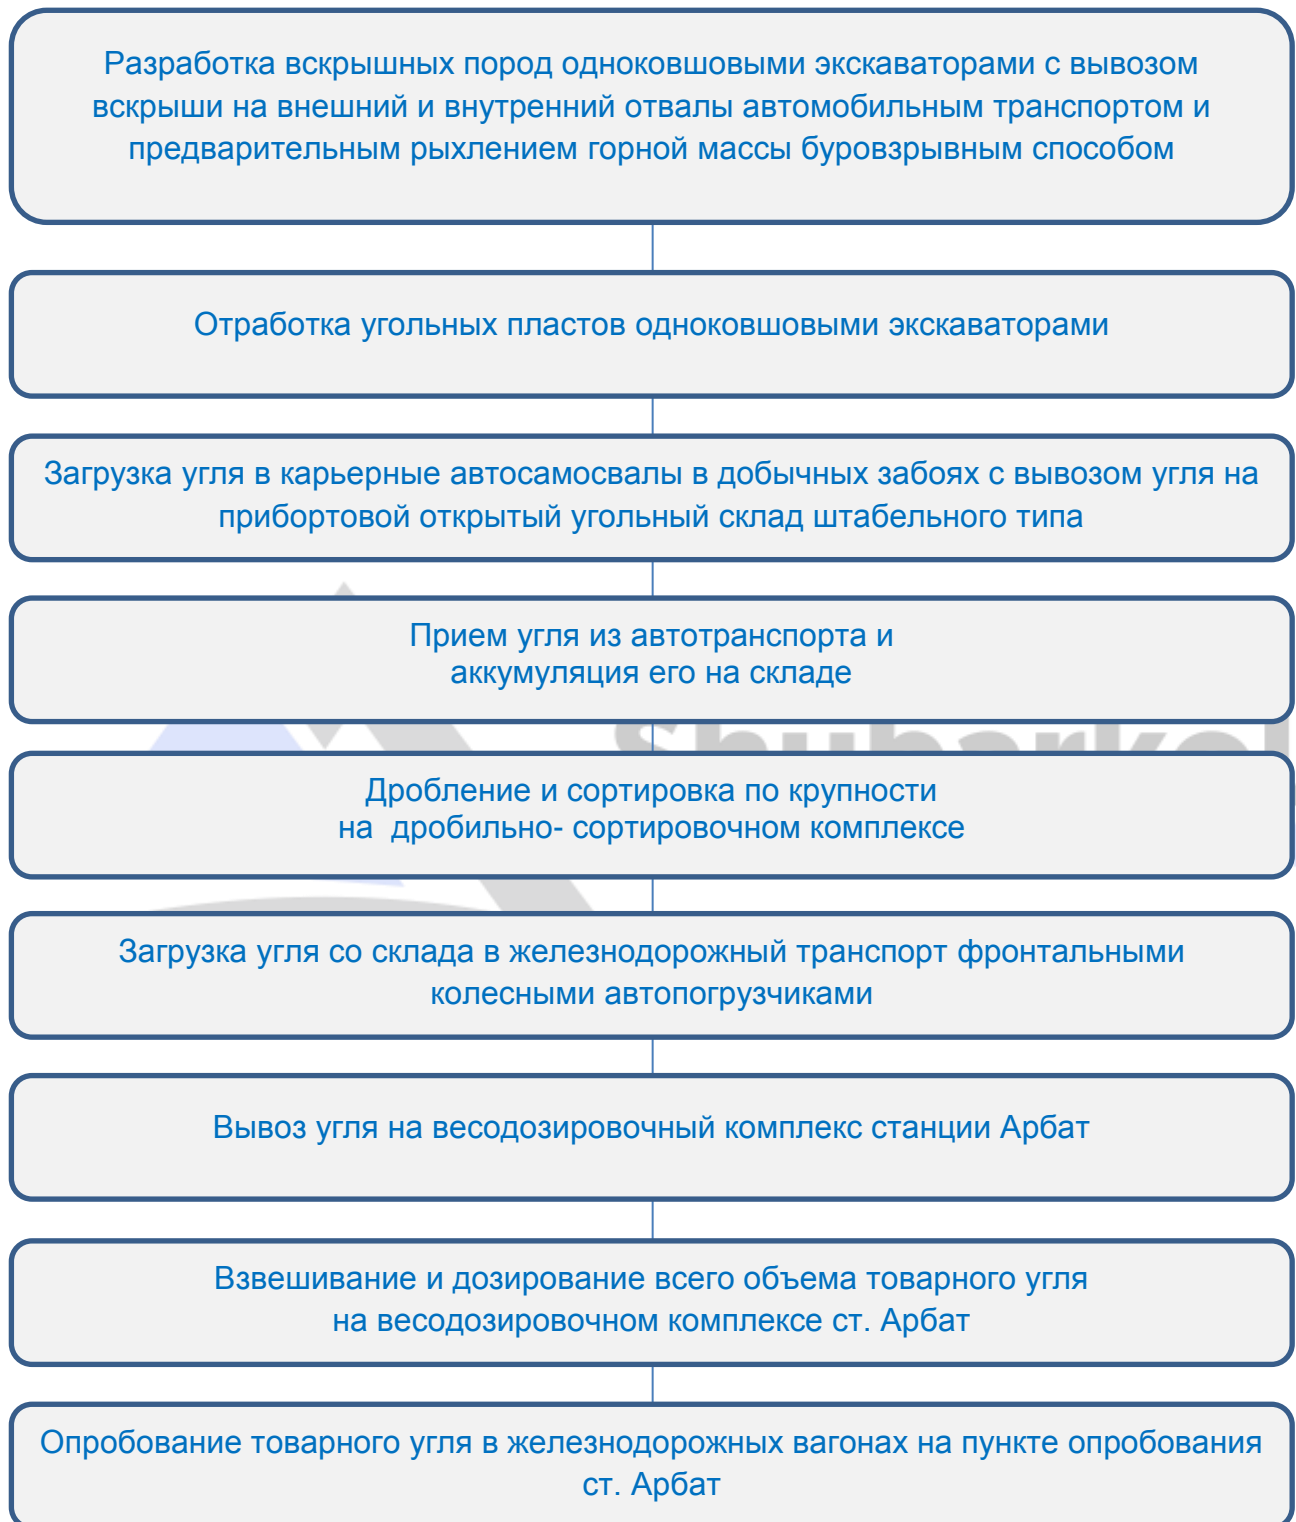 Разработка вскрышных пород одноковшовыми экскаваторами с вывозом
вскрыши на внешний и внутренний отвалы автомобильным транспортом и
предварительным рыхлением горной массы буровзрывным способом
Отработка угольных пластов одноковшовыми экскаваторами
Загрузка угля в карьерные автосамосвалы в добычных забоях с вывозом угля на
прибортовой открытый угольный склад штабельного типа
Прием угля из автотранспорта и
аккумуляция его на складе
Shubarkol
Дробление и сортировка по крупности
на  дробильно- сортировочном комплексе
Загрузка угля со склада в железнодорожный транспорт фронтальными
колесными автопогрузчиками
Вывоз угля на весодозировочный комплекс станции Арбат
Взвешивание и дозирование всего объема товарного угля
на весодозировочном комплексе ст. Арбат
Опробование товарного угля в железнодорожных вагонах на пункте опробования
ст. Арбат